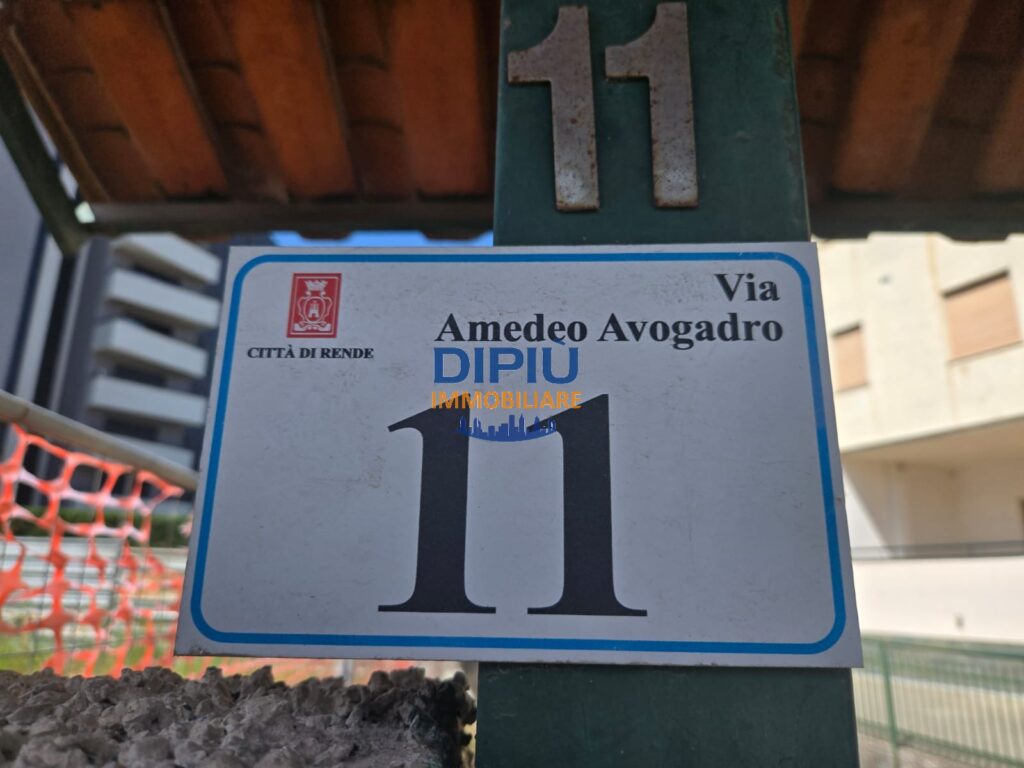 11
Via
Amedeo Avogadro
CITTÀ DI RENDE
DIPIÙ
IMMOBILIARE
11